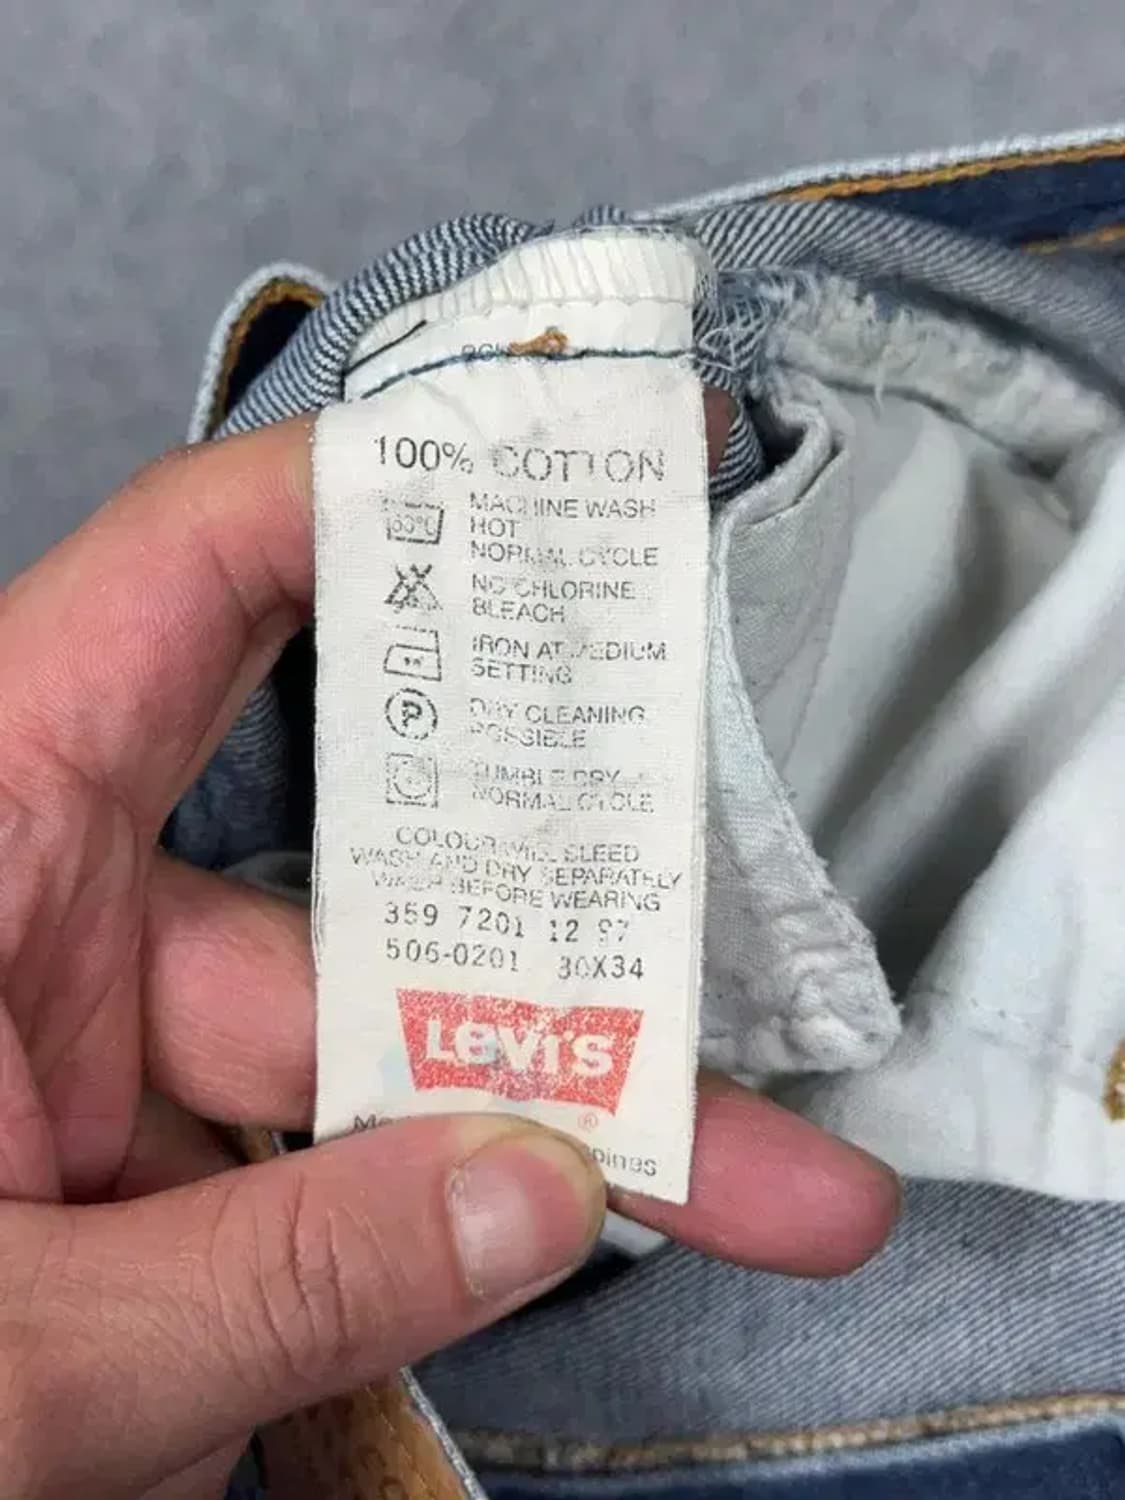 100% COTTON
60°C
MACHINE WASH
HOT
NORMAL CYCLE
NO CHLORINE
BLEACH
IRON AT MEDIUM
SETTING
P
DRY CLEANING
POSSIBLE
TUMBLE DRY
NORMAL CYCLE
COLOUR WILL BLEED
WASH AND DRY SEPARATELY
BEFORE WEARING
359 7201 12 97
506-0201 30X34
LEVI'S
®